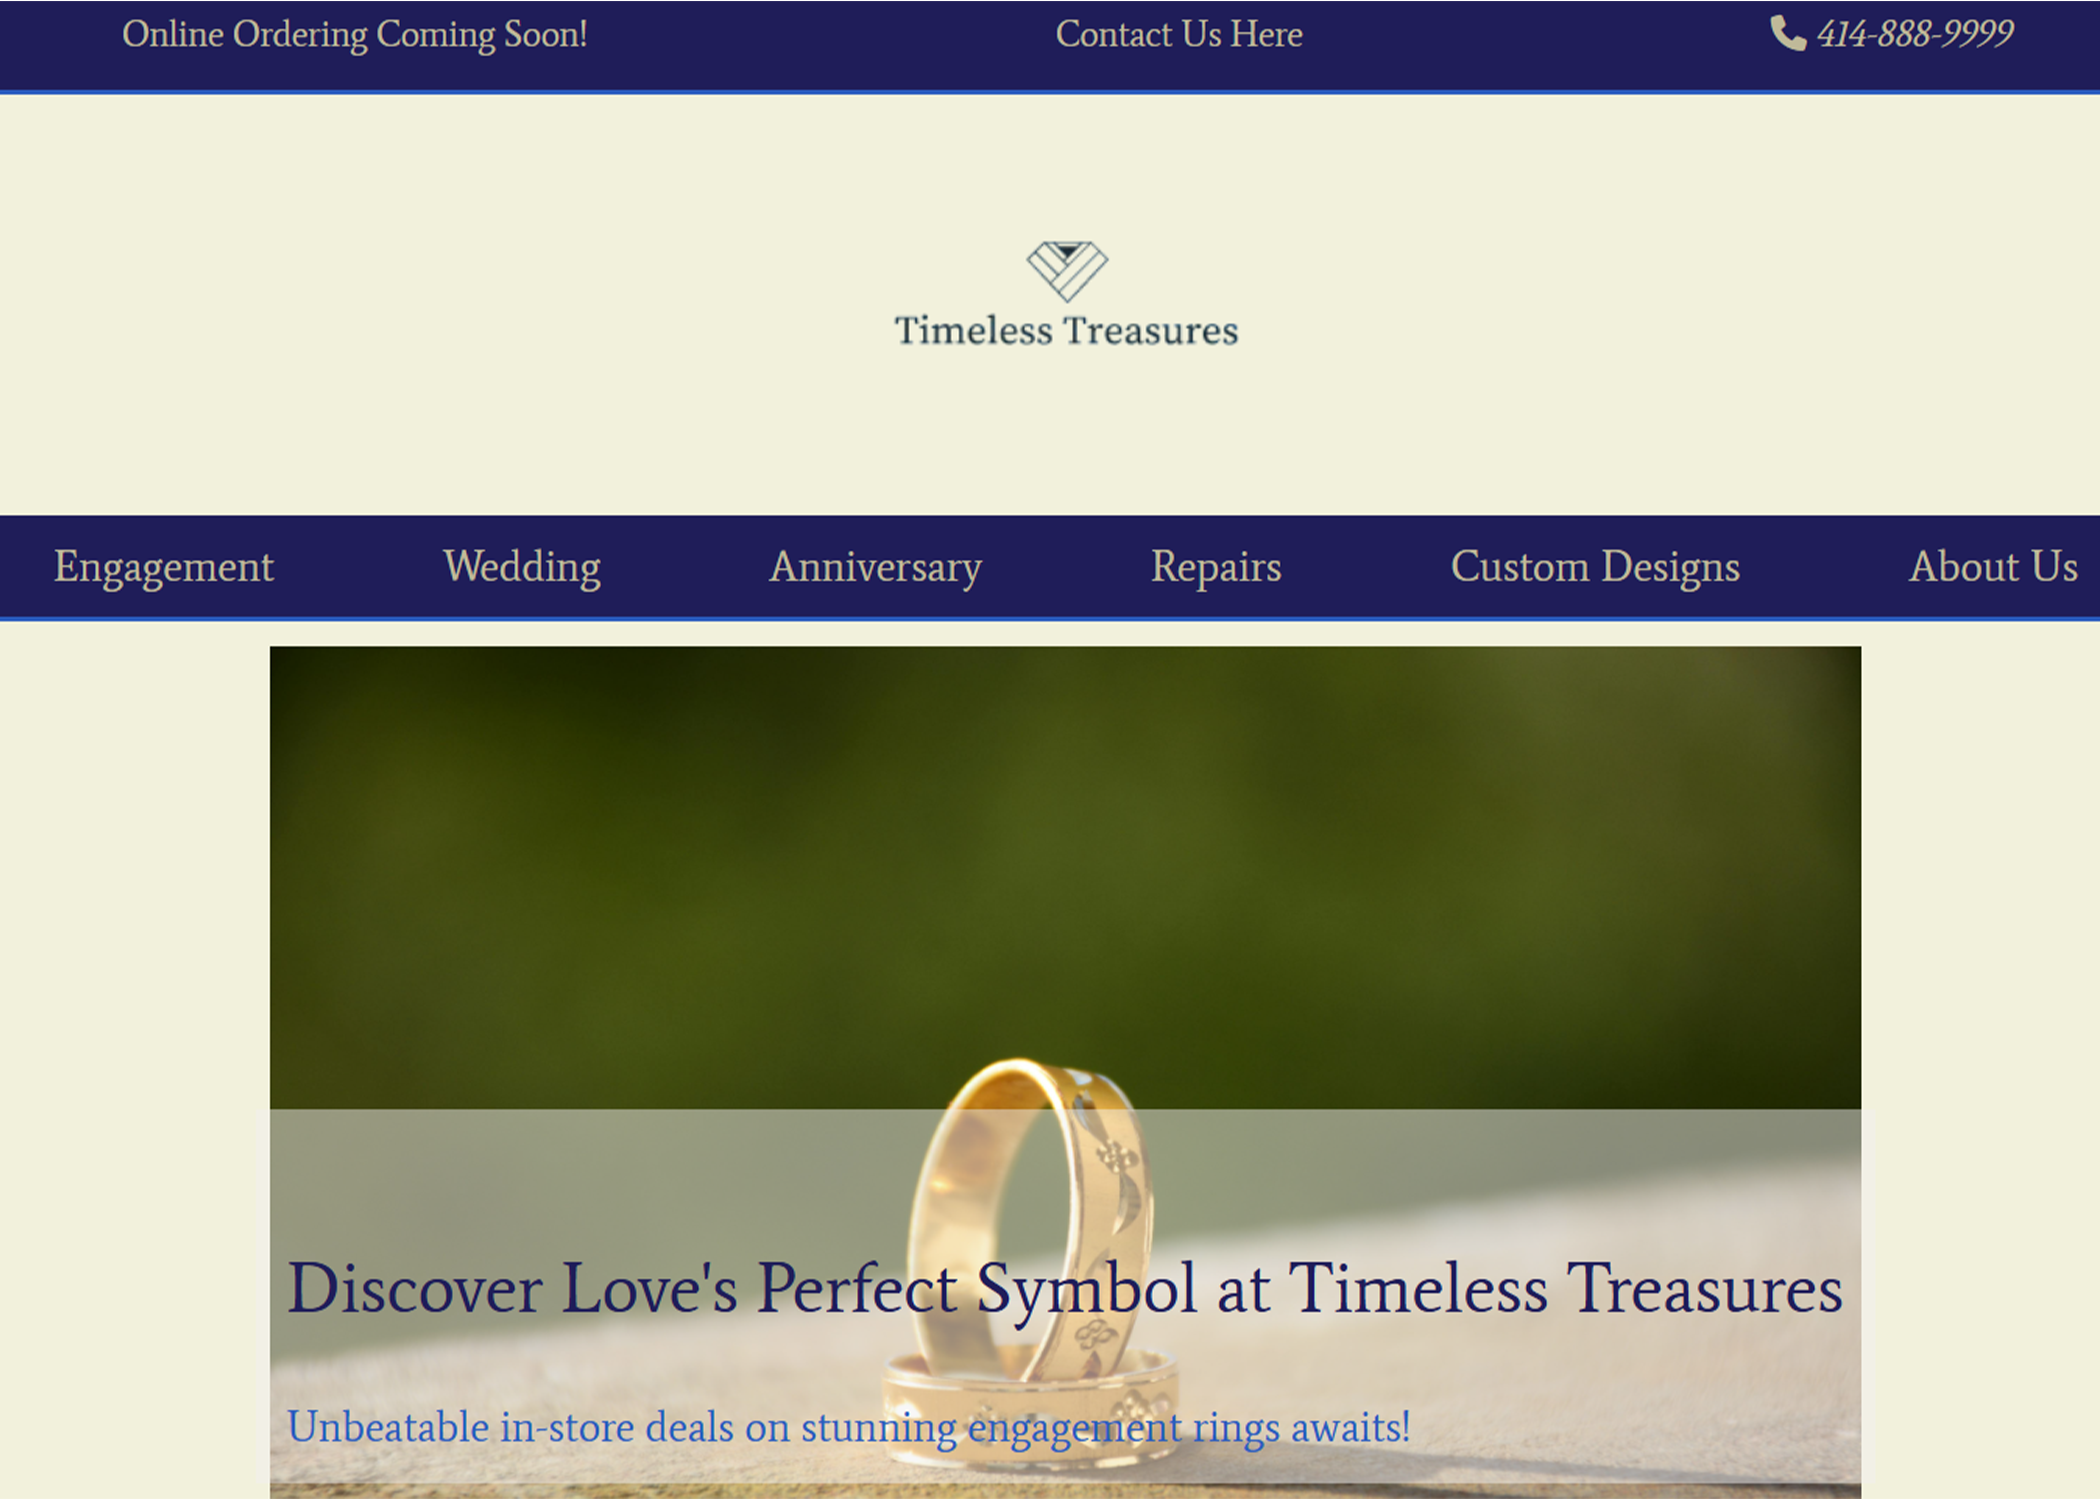 Online Ordering Coming Soon!
Contact Us Here
414-888-9999
Timeless Treasures
Engagement
Wedding
Anniversary
Repairs
Custom Designs
About Us
Discover Love's Perfect Symbol at Timeless Treasures
Unbeatable in-store deals on stunning engagement rings awaits!